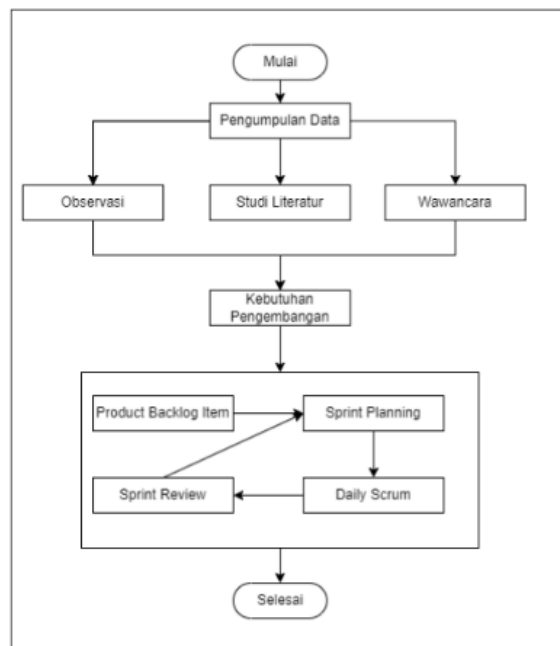 Mulai
Pengumpulan Data
Observasi
Studi Literatur
Wawancara
Kebutuhan
Pengembangan
Product Backlog Item
Sprint Planning
Sprint Review
Daily Scrum
Selesai